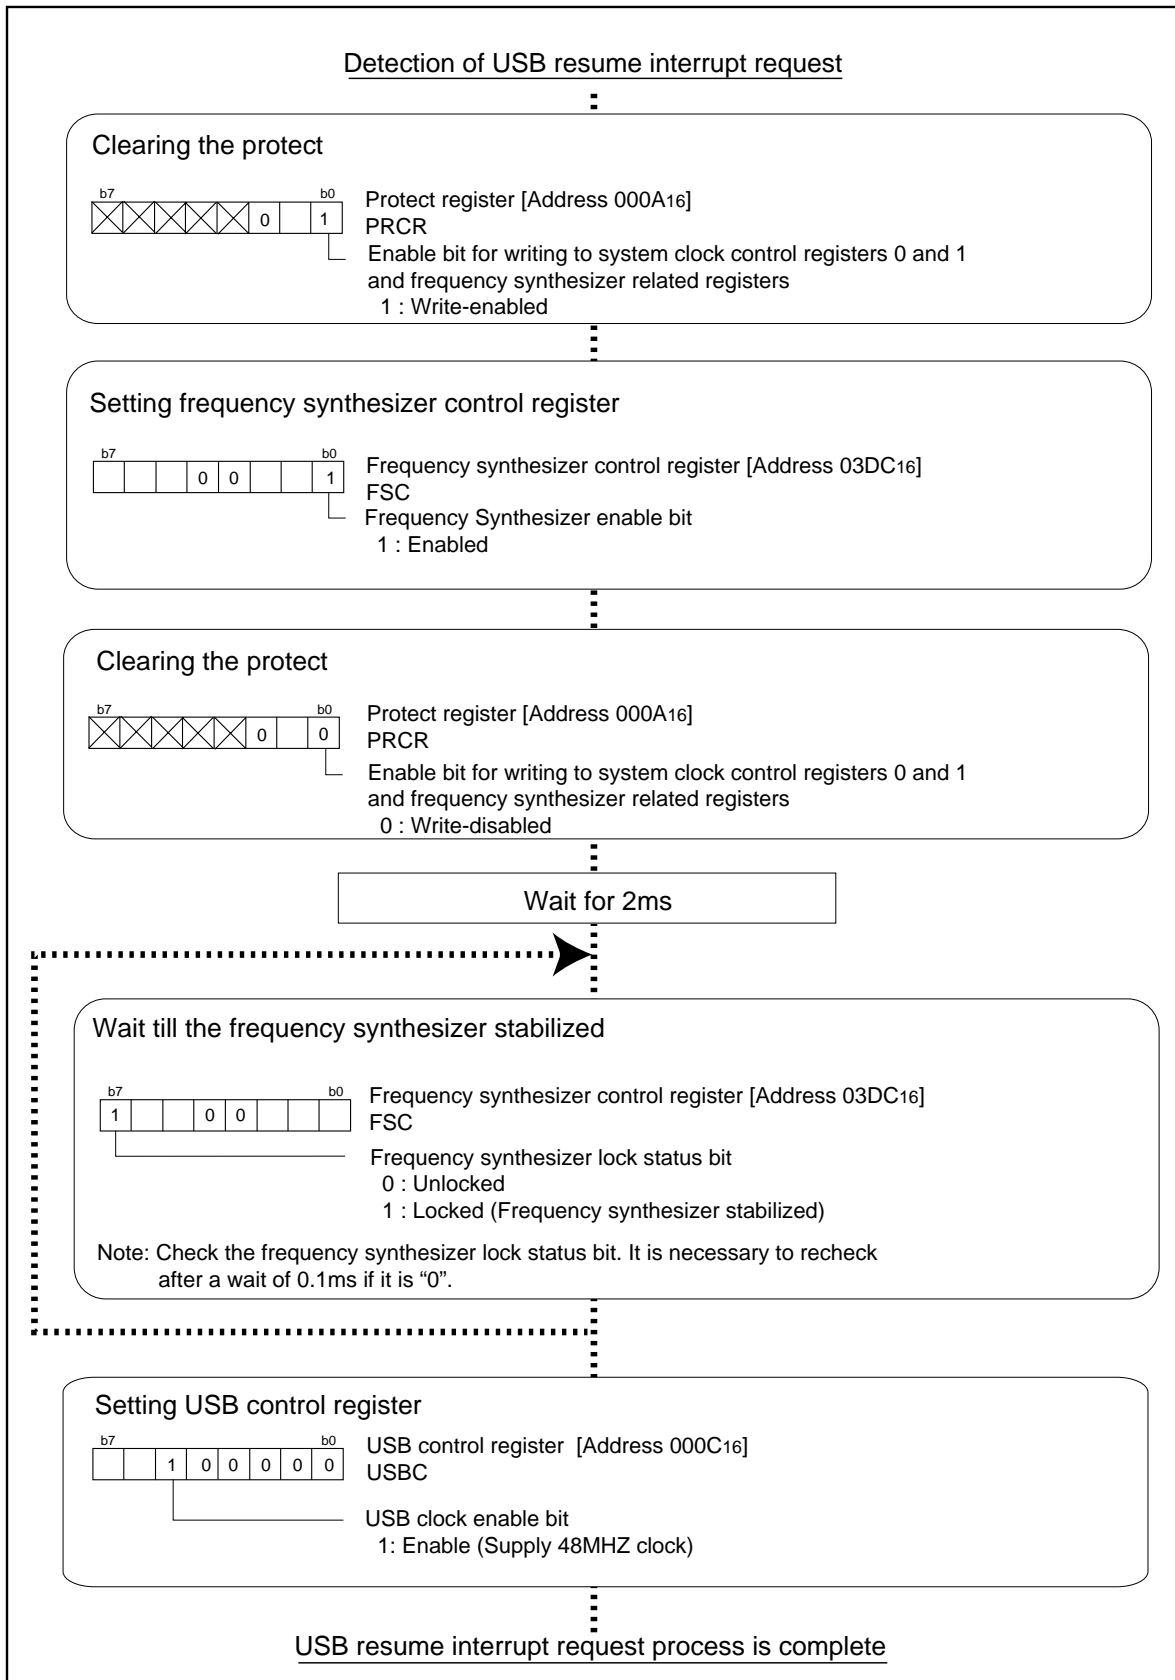 Detection of USB resume interrupt request
Clearing the protect
b7 b0
0 1
Protect register [Address 000A16]
PRCR
Enable bit for writing to system clock control registers 0 and 1
and frequency synthesizer related registers
1 : Write-enabled
Setting frequency synthesizer control register
b7 b0
0 0 1
Frequency synthesizer control register [Address 03DC16]
FSC
Frequency Synthesizer enable bit
1 : Enabled
Clearing the protect
b7 b0
0 0
Protect register [Address 000A16]
PRCR
Enable bit for writing to system clock control registers 0 and 1
and frequency synthesizer related registers
0 : Write-disabled
Wait for 2ms
Wait till the frequency synthesizer stabilized
b7 b0
1 0 0
Frequency synthesizer control register [Address 03DC16]
FSC
Frequency synthesizer lock status bit
0 : Unlocked
1 : Locked (Frequency synthesizer stabilized)
Note: Check the frequency synthesizer lock status bit. It is necessary to recheck
after a wait of 0.1ms if it is “0”.
Setting USB control register
b7 b0
1 0 0 0 0 0
USB control register [Address 000C16]
USBC
USB clock enable bit
1: Enable (Supply 48MHZ clock)
USB resume interrupt request process is complete